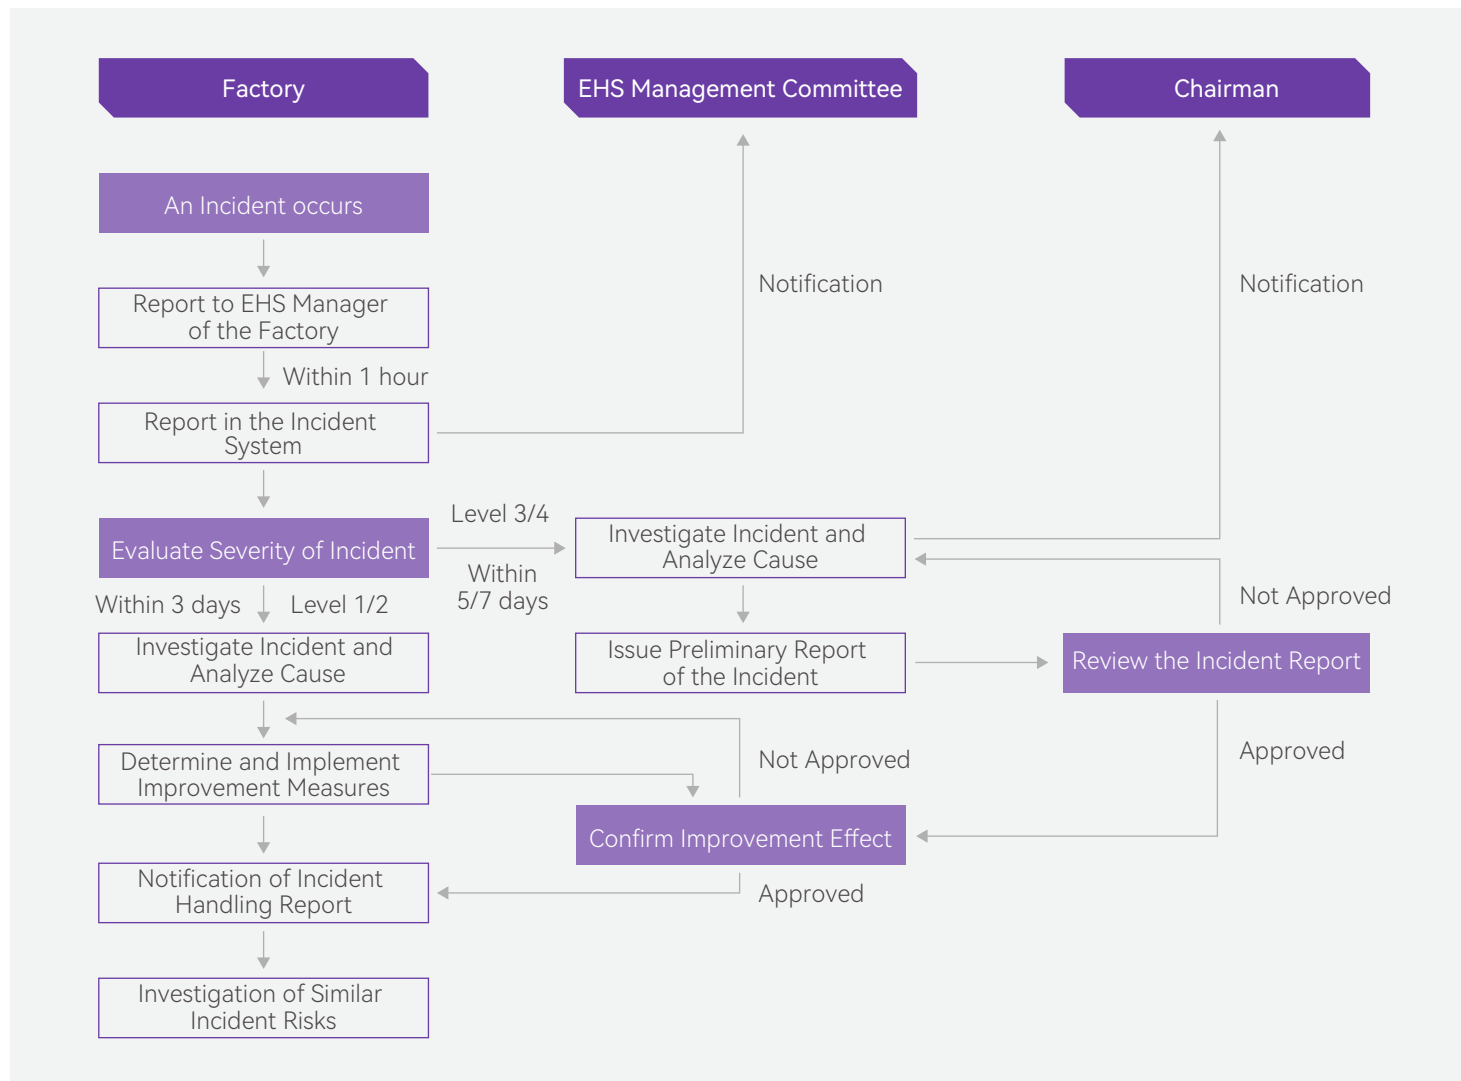 Factory
EHS Management Committee
Chairman
An Incident occurs
Notification
Notification
Report to EHS Manager
of the Factory
Within 1 hour
Report in the Incident
System
Evaluate Severity of Incident
Level 3/4
Within
5/7 days
Investigate Incident and
Analyze Cause
Within 3 days
Level 1/2
Not Approved
Investigate Incident and
Analyze Cause
Issue Preliminary Report
of the Incident
Review the Incident Report
Determine and Implement
Improvement Measures
Not Approved
Approved
Confirm Improvement Effect
Notification of Incident
Handling Report
Approved
Investigation of Similar
Incident Risks